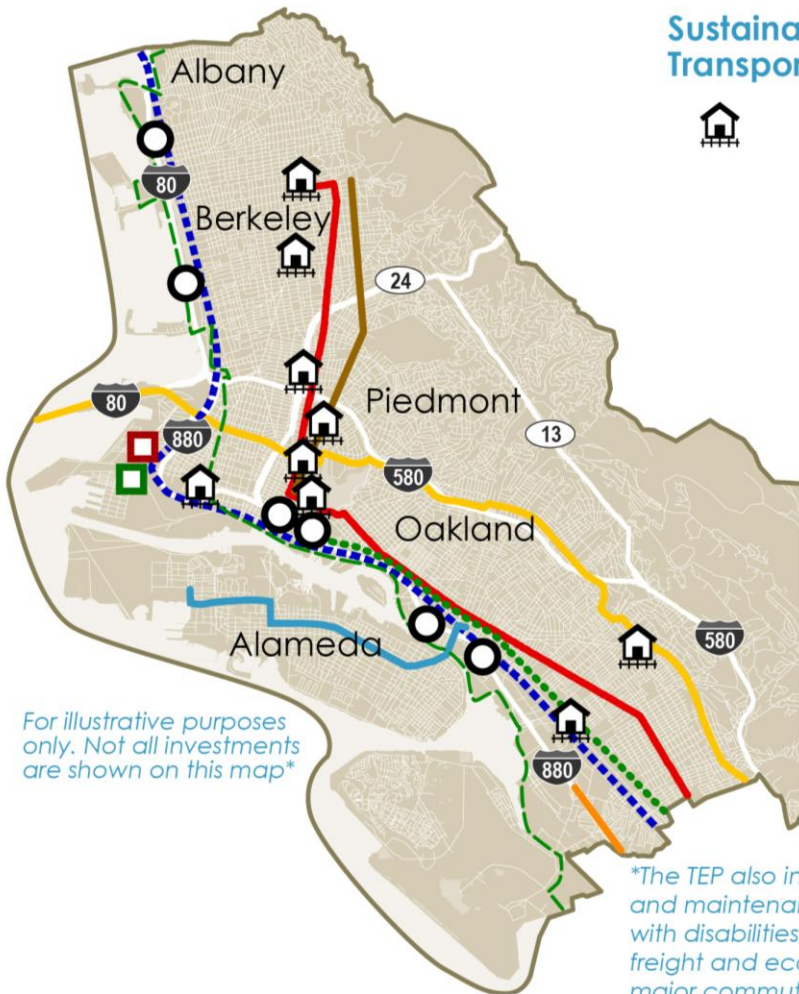 Sustaina
Transpor
Albany
80
Berkeley
24
80
Piedmont
880
13
580
Oakland
Alameda
580
For illustrative purposes
only. Not all investments
are shown on this map*
880
*The TEP also in
and maintenan
with disabilities
freight and eco
major commut